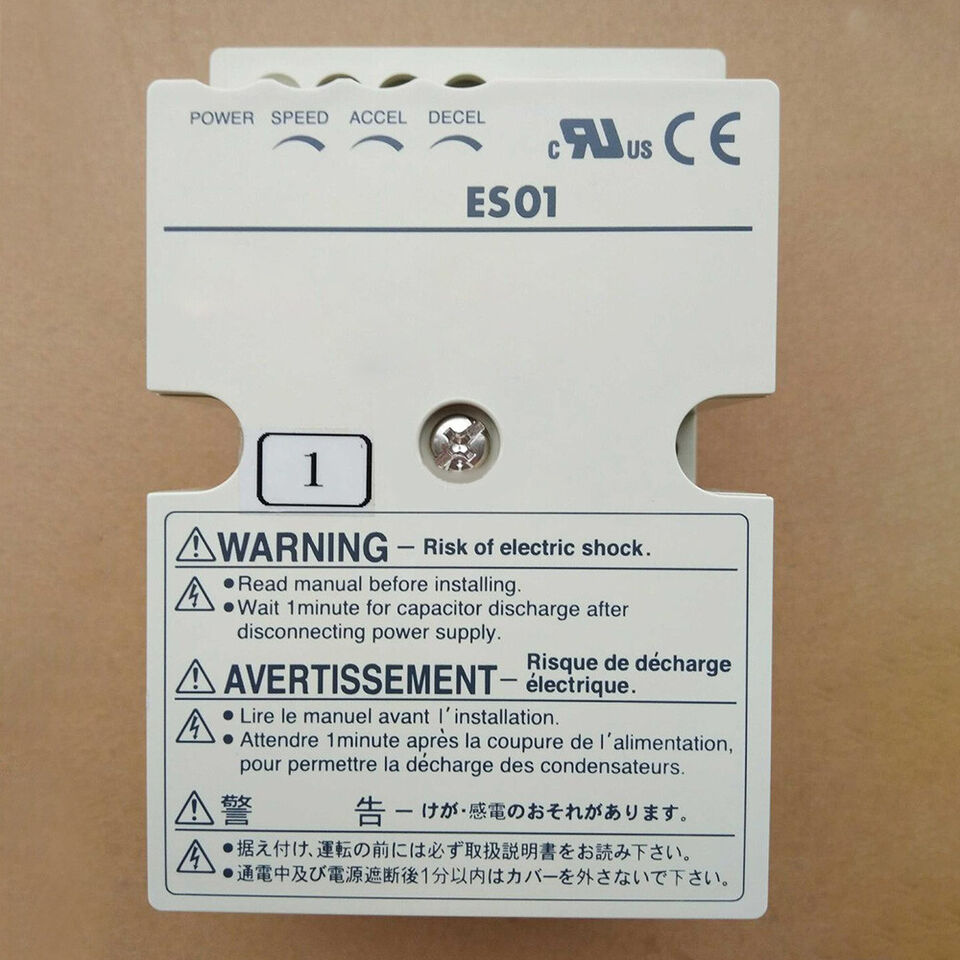 POWER SPEED ACCEL DECEL
c RU US CE
ES01
1
WARNING – Risk of electric shock.
•Read manual before installing.
•Wait 1minute for capacitor discharge after
disconnecting power supply.
AVERTISSEMENT – Risque de décharge
électrique.
• Lire le manuel avant l'installation.
• Attendre 1minute après la coupure de l'alimentation,
pour permettre la décharge des condensateurs.
警 告 – けが・感電のおそれがあります。
•据え付け、運転の前には必ず取扱説明書をお読み下さい。
•通電中及び電源遮断後1分以内はカバーを外さないで下さい。